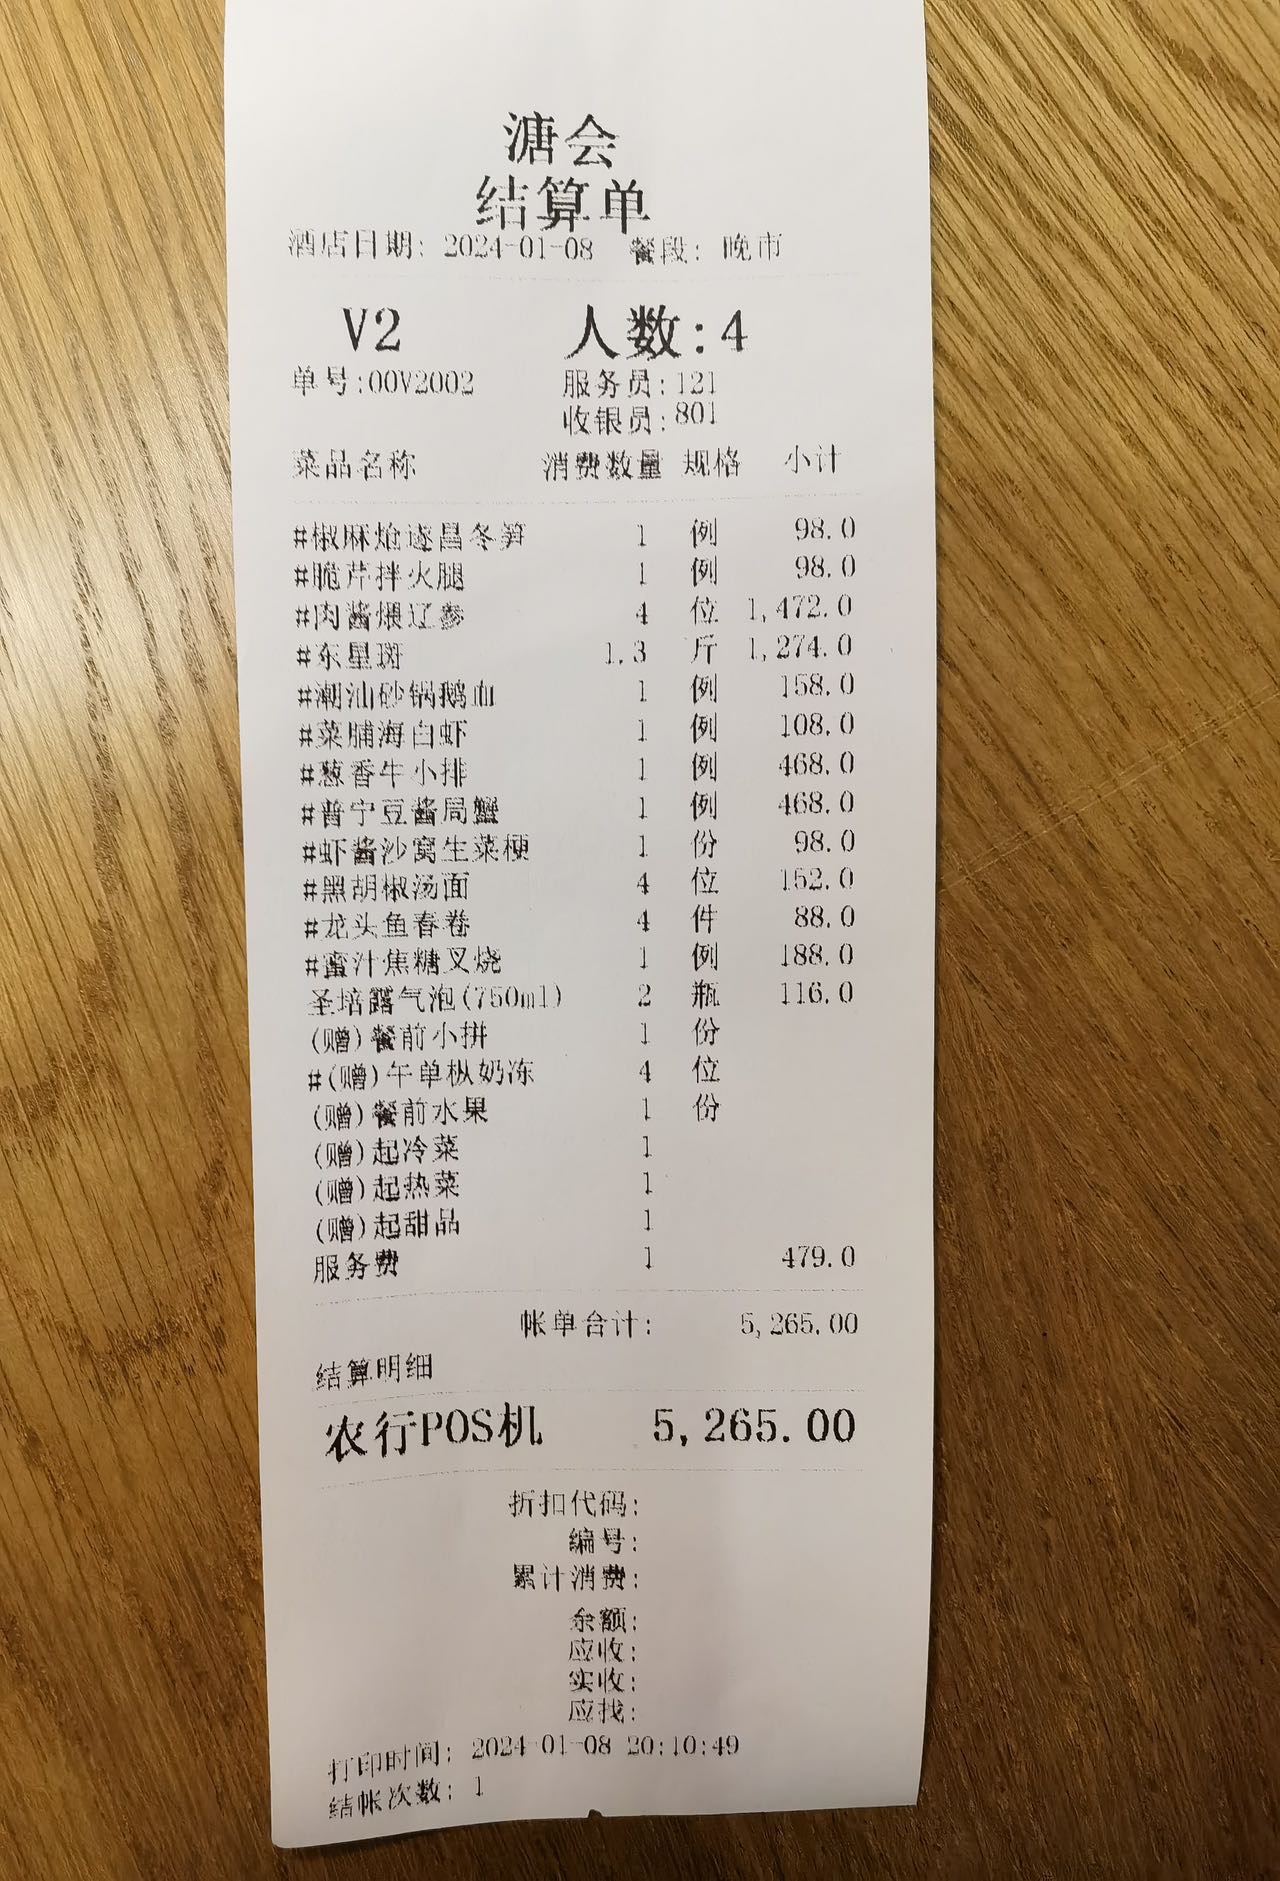 溏会
结算单
酒店日期: 2024-01-08 餐段: 晚市
V2 人数:4
单号:00V2002 服务员:121
收银员:801
菜品名称 消费数量 规格 小计
#椒麻炝遂昌冬笋 1 例 98.0
#脆芹拌火腿 1 例 98.0
#肉酱煨辽参 4 位 1,472.0
#东星斑 1.3 斤 1,274.0
#潮汕砂锅鹅血 1 例 158.0
#菜脯海白虾 1 例 108.0
#葱香牛小排 1 例 468.0
#普宁豆酱局蟹 1 例 468.0
#虾酱沙窝生菜梗 1 份 98.0
#黑胡椒汤面 4 位 152.0
#龙头鱼春卷 4 件 88.0
#蜜汁焦糖叉烧 1 例 188.0
圣培露气泡(750ml) 2 瓶 116.0
(赠)餐前小拼 1 份
#(赠)午单枞奶冻 4 位
(赠)餐前水果 1 份
(赠)起冷菜 1
(赠)起热菜 1
(赠)起甜品 1
服务费 1 479.0
帐单合计: 5,265.00
结算明细
农行POS机 5,265.00
折扣代码:
编号:
累计消费:
余额:
应收:
实收:
应找:
打印时间: 2024-01-08 20:10:49
结帐次数: 1